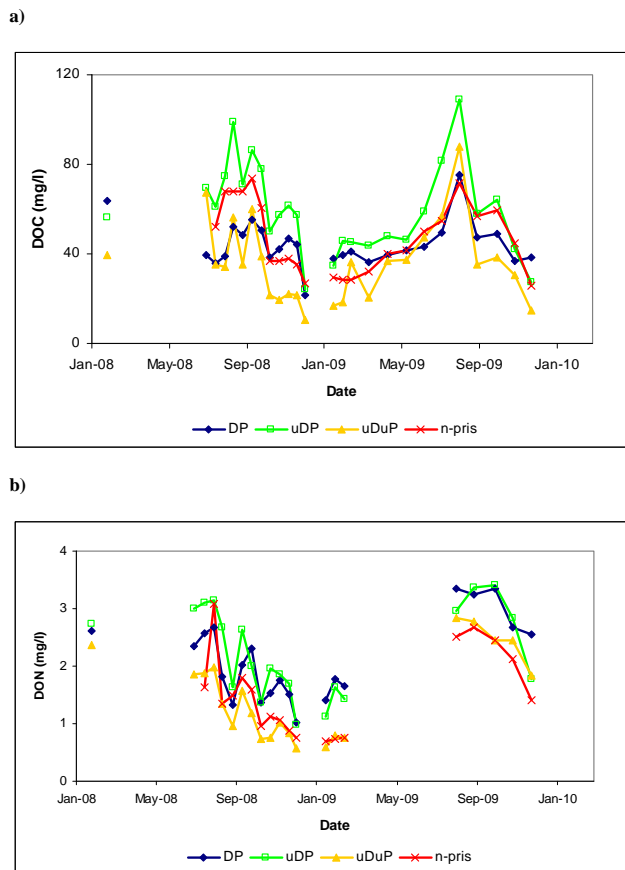 a)
120
80
40
0
DOC (mg/l)
Jan-08 May-08 Sep-08 Jan-09 May-09 Sep-09 Jan-10
Date
DP uDP uDuP n-pris
b)
4
3
2
1
0
DON (mg/l)
Jan-08 May-08 Sep-08 Jan-09 May-09 Sep-09 Jan-10
Date
DP uDP uDuP n-pris